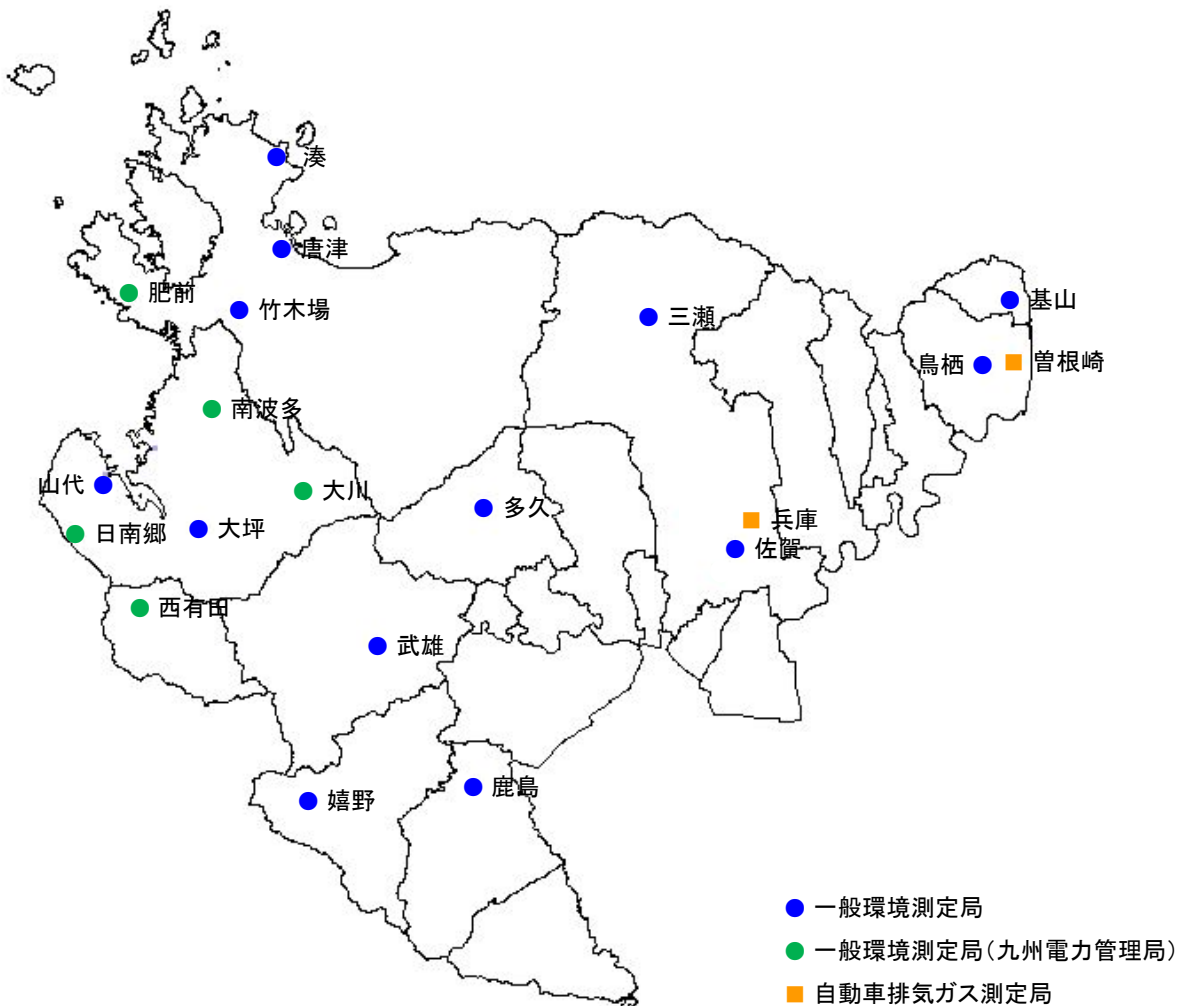 湊
唐津
肥前
竹木場
三瀬
基山
鳥栖
曽根崎
南波多
山代
大川
多久
日南郷
大坪
兵庫
佐賀
西有田
武雄
嬉野
鹿島
一般環境測定局
一般環境測定局(九州電力管理局)
自動車排気ガス測定局